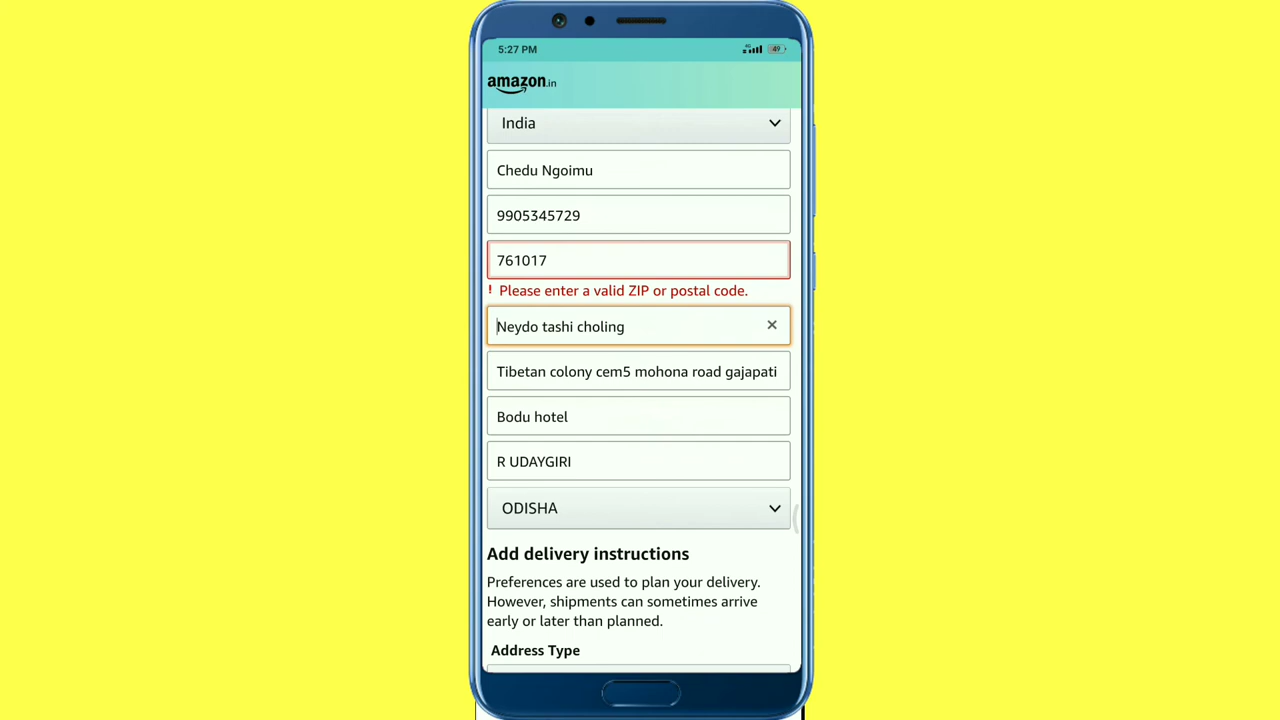 5:27 PM
4G
49
amazon.in
India
Chedu Ngoimu
9905345729
761017
! Please enter a valid ZIP or postal code.
Neydo tashi choling
Tibetan colony cem5 mohona road gajapati
Bodu hotel
R UDAYGIRI
ODISHA
Add delivery instructions
Preferences are used to plan your delivery.
However, shipments can sometimes arrive
early or later than planned.
Address Type